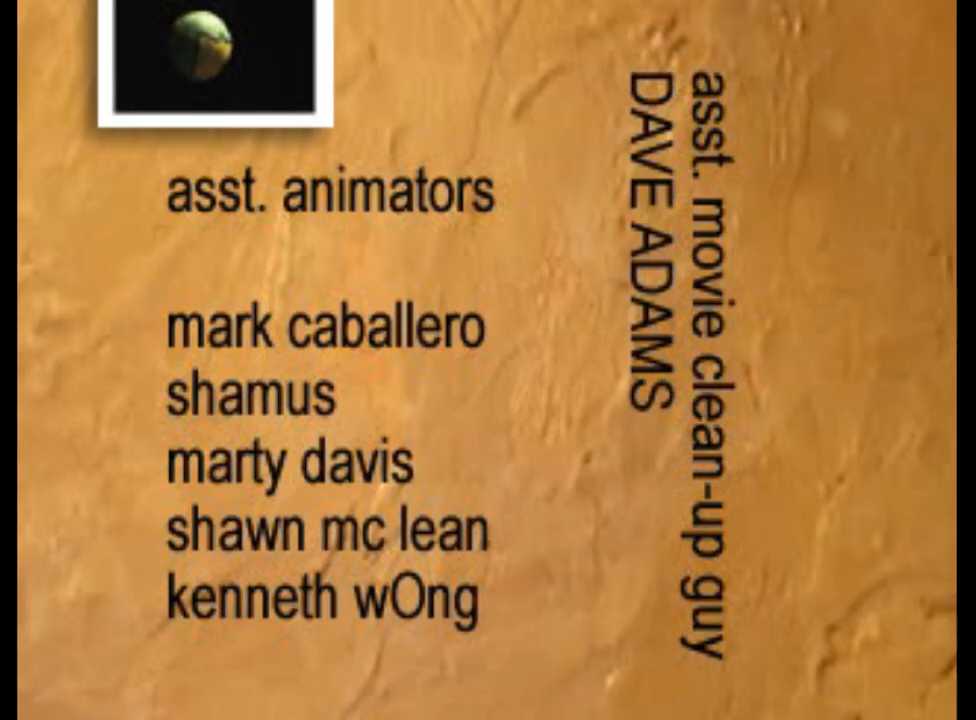 asst. animators
mark caballero
shamus
marty davis
shawn mc lean
kenneth wOng
asst. movie clean-up guy
DAVE ADAMS